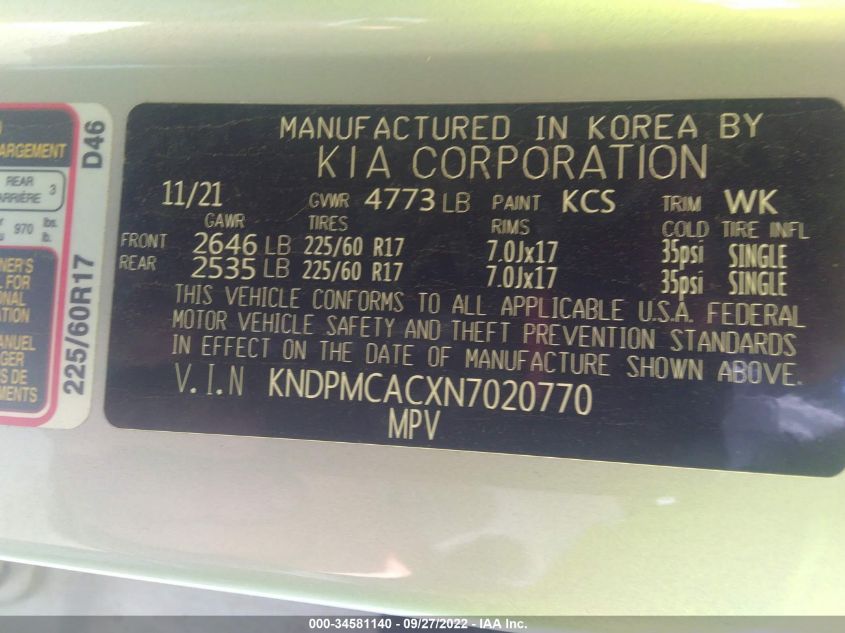 MANUFACTURED IN KOREA BY
KIA CORPORATION
11/21 GVWR 4773 LB PAINT KCS TRIM WK
GAWR TIRES RIMS COLD TIRE INFL
FRONT 2646 LB 225/60 R17 7.0Jx17 35psi SINGLE
REAR 2535 LB 225/60 R17 7.0Jx17 35psi SINGLE
THIS VEHICLE CONFORMS TO ALL APPLICABLE U.S.A. FEDERAL
MOTOR VEHICLE SAFETY AND THEFT PREVENTION STANDARDS
IN EFFECT ON THE DATE OF MANUFACTURE SHOWN ABOVE.
V.I.N KNDPMCACXN7020770
MPV
ARGEMENT
REAR 3
ARRIÈRE
970 lbs.
lb.
NER'S
FOR
ONAL
ATION
MANUEL
GER
S DE
MENTS
D46
225/60R17
000-34581140 - 09/27/2022 - IAA Inc.